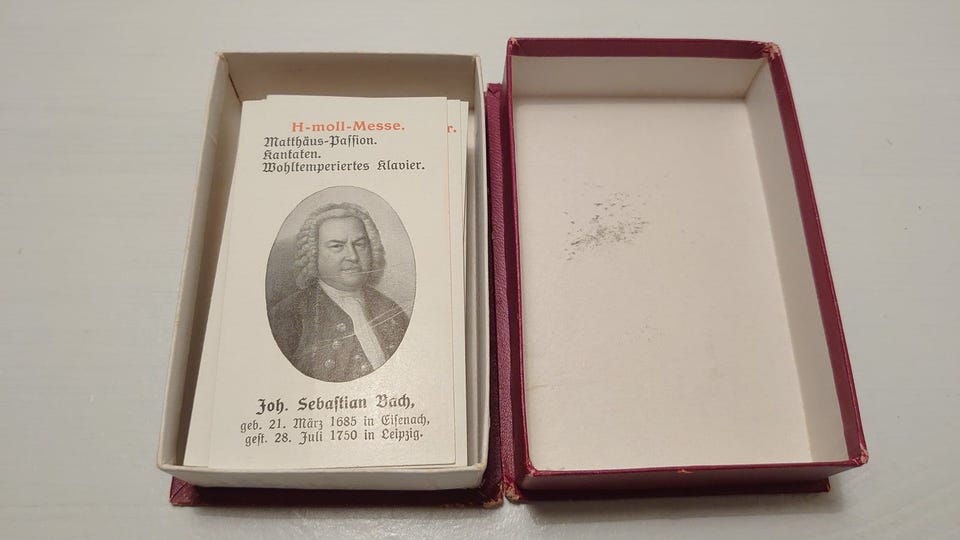 H-moll-Messe.
Matthäus-Paſſion.
Kantaten.
Wohltemperiertes Klavier.
r.
Joh. Sebaſtian Bach,
geb. 21. März 1685 in Eiſenach,
geſt. 28. Juli 1750 in Leipzig.